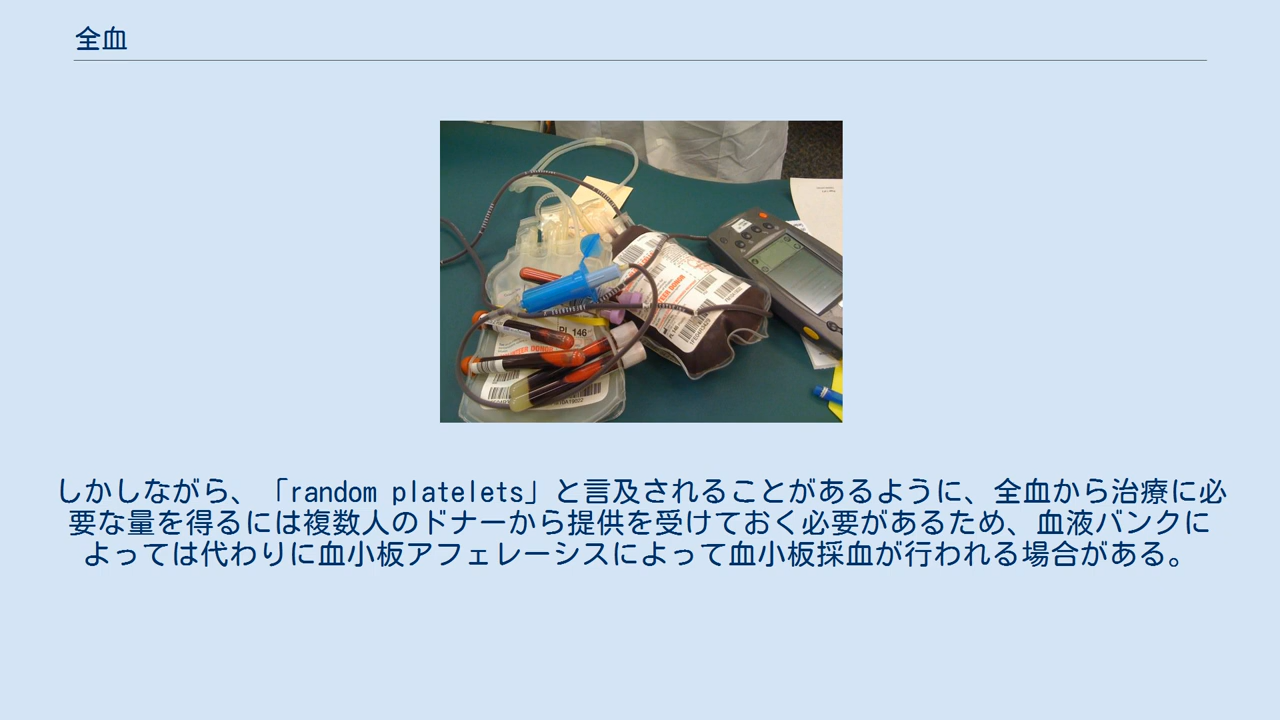 全血
PL 146
しかしながら、「random platelets」と言及されることがあるように、全血から治療に必
要な量を得るには複数人のドナーから提供を受けておく必要があるため、血液バンクに
よっては代わりに血小板アフェレーシスによって血小板採血が行われる場合がある。